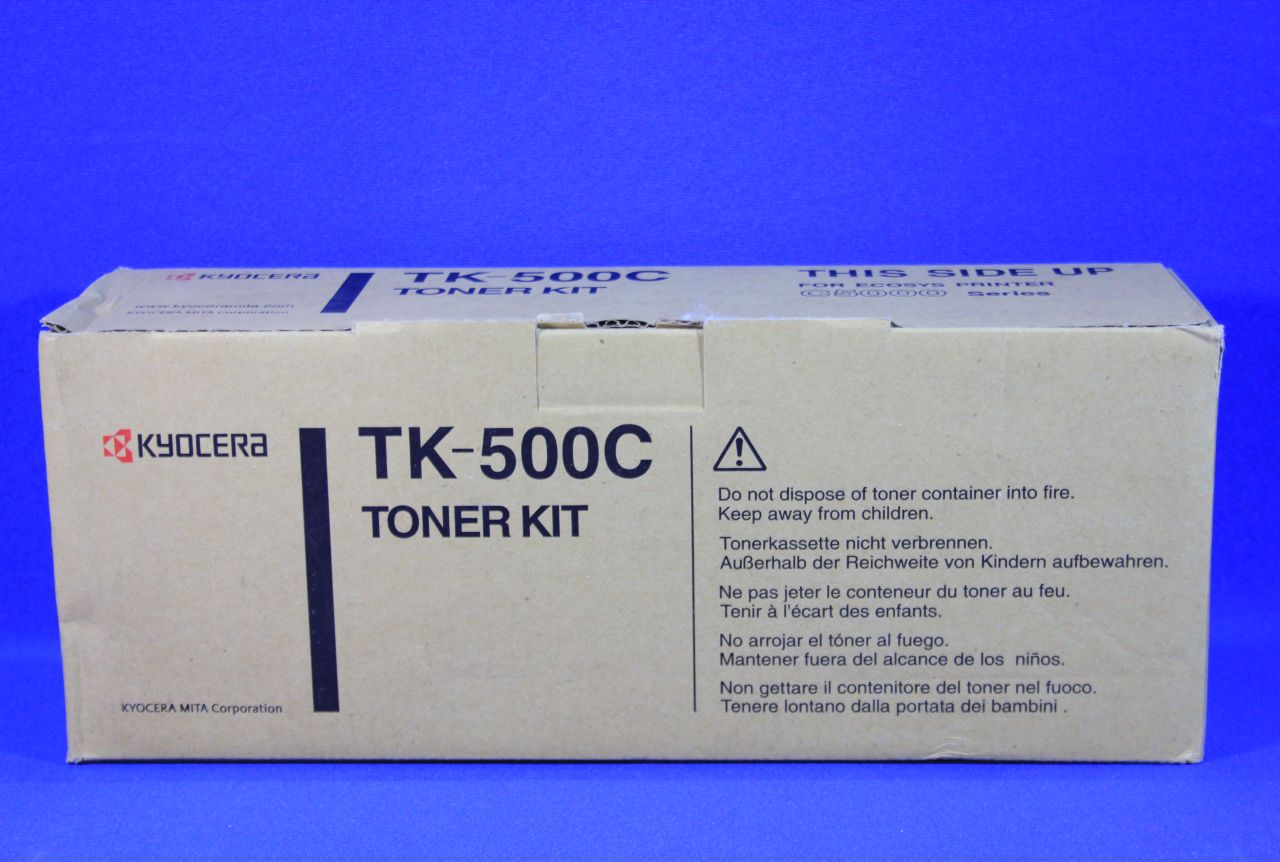 KYOCERA
www.kyoceramita.com
KYOCERA MITA Corporation
TK-500C
TONER KIT
THIS SIDE UP
FOR ECOSYS PRINTER
C5000 Series
KYOCERA
KYOCERA MITA Corporation
TK-500C
TONER KIT
Do not dispose of toner container into fire.
Keep away from children.
Tonerkassette nicht verbrennen.
Außerhalb der Reichweite von Kindern aufbewahren.
Ne pas jeter le conteneur du toner au feu.
Tenir à l'écart des enfants.
No arrojar el tóner al fuego.
Mantener fuera del alcance de los niños.
Non gettare il contenitore del toner nel fuoco.
Tenere lontano dalla portata dei bambini .